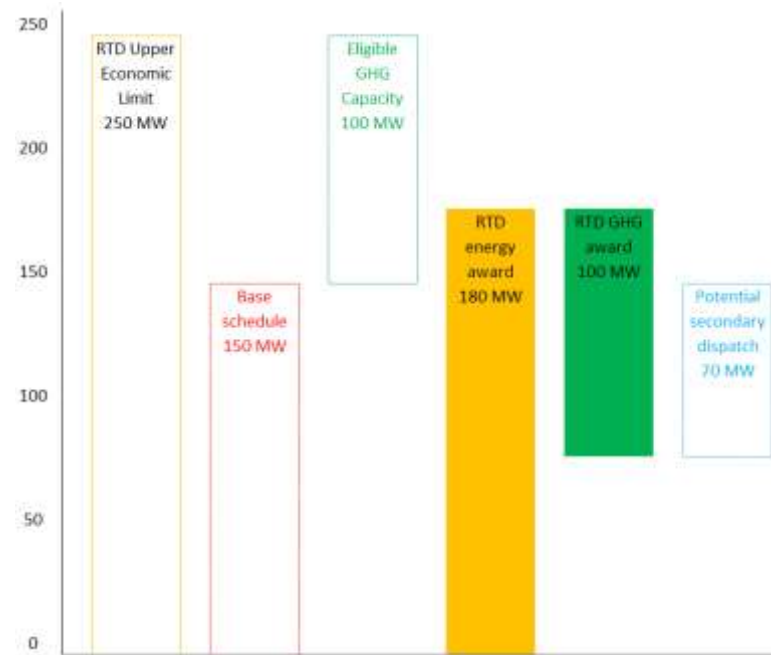 250
200
150
100
50
0
RTD Upper
Economic
Limit
250 MW
Base
schedule
150 MW
Eligible
GHG
Capacity
100 MW
RTD
energy
award
180 MW
RTD GHG
award
100 MW
Potential
secondary
dispatch
70 MW